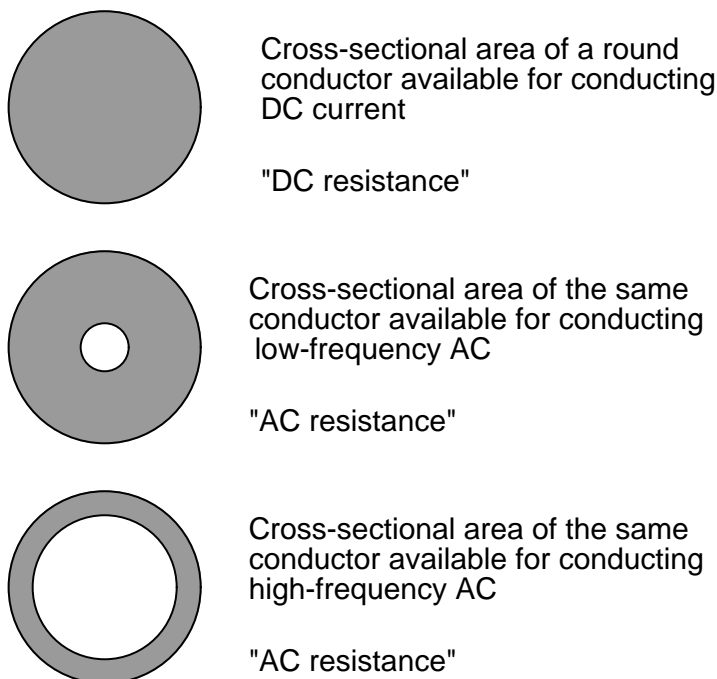 Cross-sectional area of a round
conductor available for conducting
DC current
"DC resistance"
Cross-sectional area of the same
conductor available for conducting
low-frequency AC
"AC resistance"
Cross-sectional area of the same
conductor available for conducting
high-frequency AC
"AC resistance"